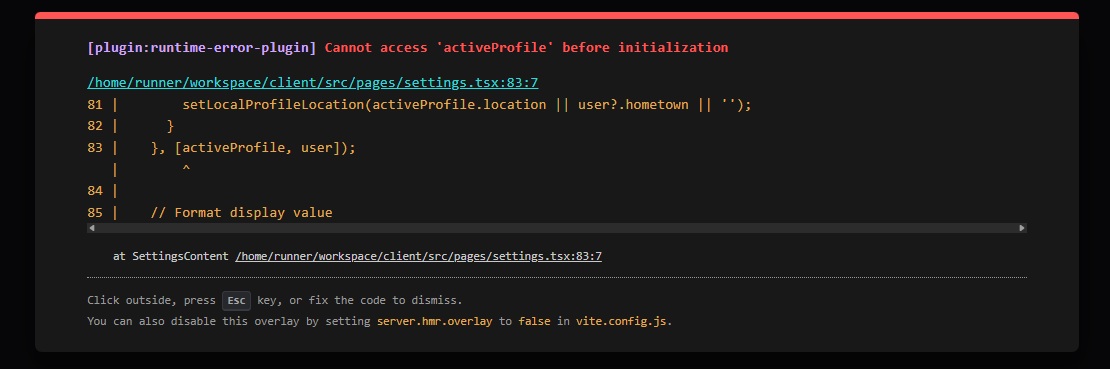 [plugin:runtime-error-plugin] Cannot access 'activeProfile' before initialization
/home/runner/workspace/client/src/pages/settings.tsx:83:7
81 |        setLocalProfileLocation(activeProfile.location || user?.hometown || '');
82 |      }
83 |    }, [activeProfile, user]);
   |        ^
84 |
85 |    // Format display value
at SettingsContent /home/runner/workspace/client/src/pages/settings.tsx:83:7
Click outside, press Esc key, or fix the code to dismiss.
You can also disable this overlay by setting server.hmr.overlay to false in vite.config.js.